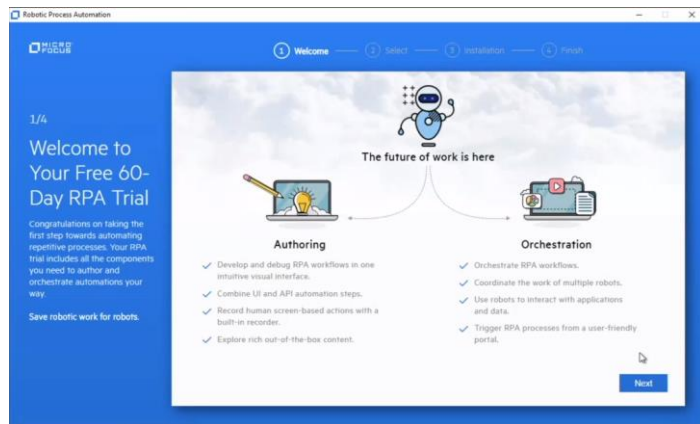 Robotic Process Automation
MICRO
FOCUS
1 Welcome 2 Select 3 Installation 4 Finish
1/4
Welcome to
Your Free 60-
Day RPA Trial
Congratulations on taking the
first step towards automating
repetitive processes. Your RPA
trial includes all the components
you need to author and
orchestrate automations your
way.
Save robotic work for robots.
The future of work is here
Authoring
Develop and debug RPA workflows in one
intuitive visual interface.
Combine UI and API automation steps.
Record human screen-based actions with a
built-in recorder.
Explore rich out-of-the-box content.
Orchestration
Orchestrate RPA workflows.
Coordinate the work of multiple robots.
Use robots to interact with applications
and data.
Trigger RPA processes from a user-friendly
portal.
Next